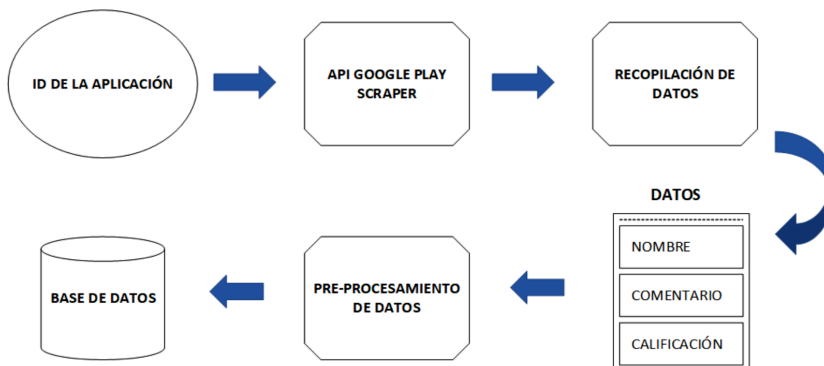 ID DE LA APLICACIÓN
API GOOGLE PLAY
SCRAPER
RECOPILACIÓN DE
DATOS
DATOS
NOMBRE
COMENTARIO
CALIFICACIÓN
PRE-PROCESAMIENTO
DE DATOS
BASE DE DATOS